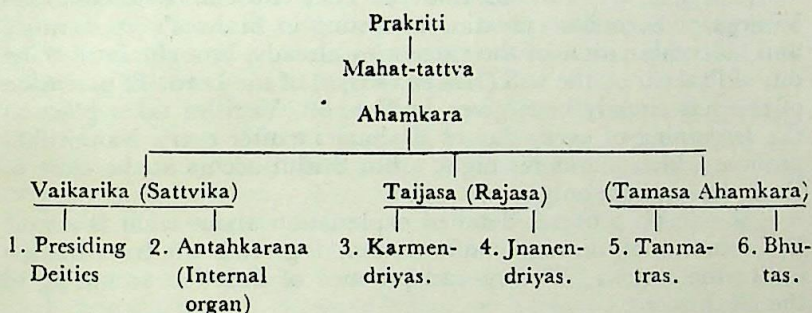 Prakriti
Mahat-tattva
Ahamkara
Vaikarika (Sattvika) Taijasa (Rajasa) (Tamasa Ahamkara)
1. Presiding 2. Antahkarana 3. Karmen- 4. Jnanen- 5. Tanma- 6. Bhu-
Deities (Internal driyas. driyas. tras. tas.
organ)